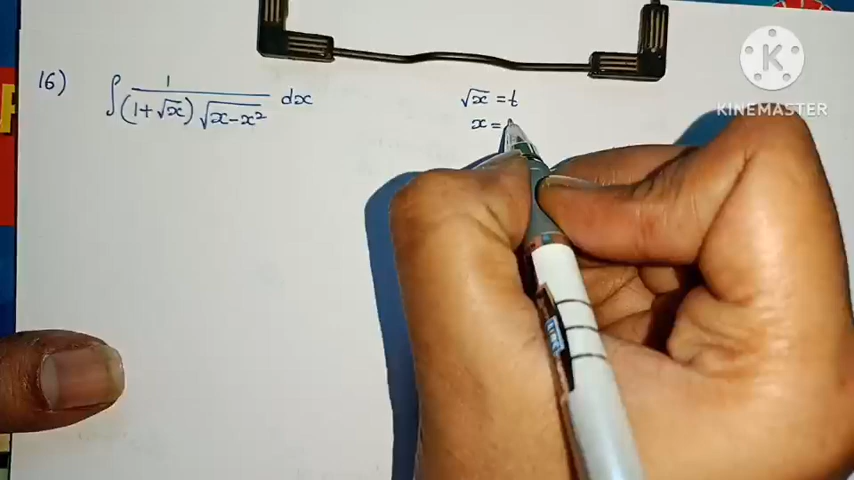 16) ∫ 1 / (1+√x) √x-x² dx
√x = t
x =
K
KINEMASTER